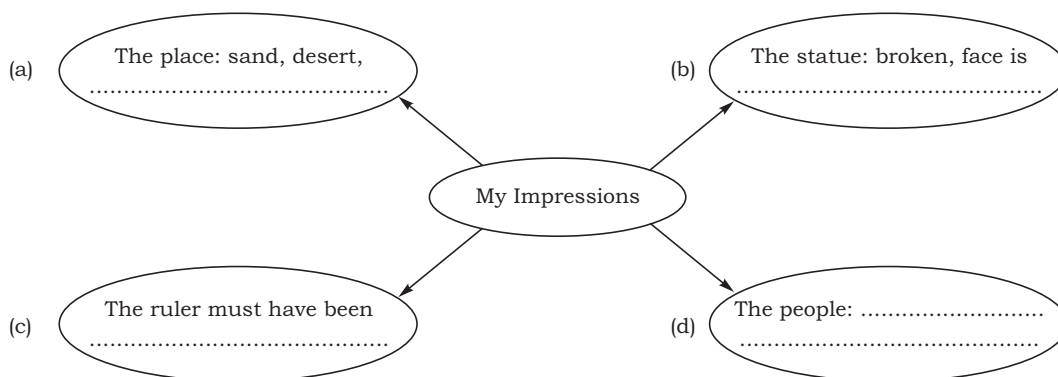 (a)
The place: sand, desert,
............................................
(b)
The statue: broken, face is
.............................................
My Impressions
(c)
The ruler must have been
............................................
(d)
The people: ...........................
............................................